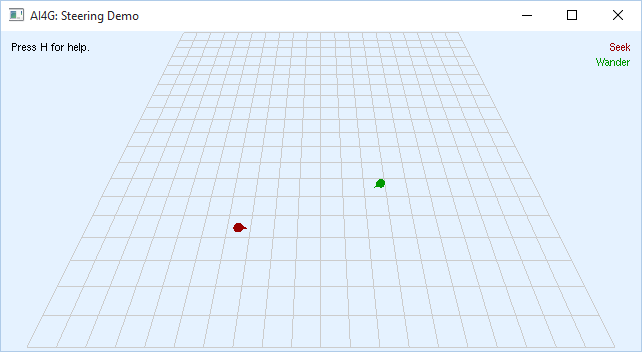 AI4G: Steering Demo
Press H for help.
Seek
Wander